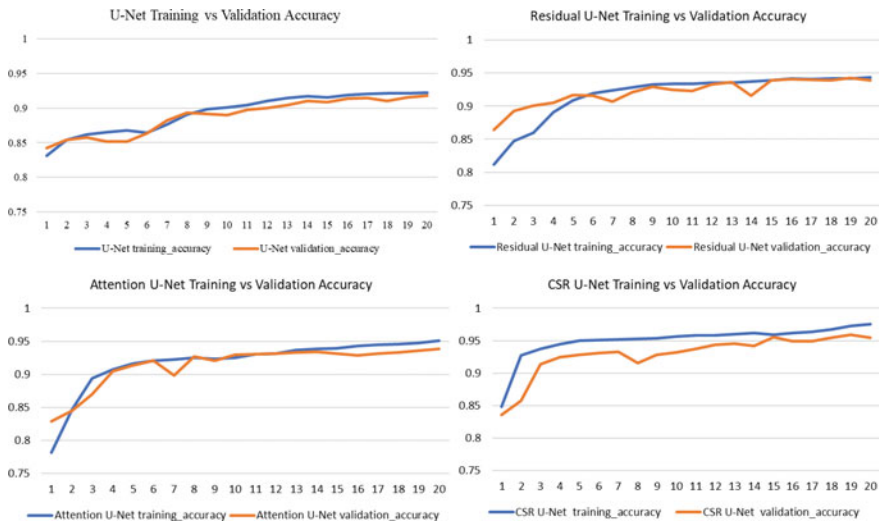 U-Net Training vs Validation Accuracy
1
0.95
0.9
0.85
0.8
0.75
1 2 3 4 5 6 7 8 9 10 11 12 13 14 15 16 17 18 19 20
U-Net training_accuracy U-Net validation_accuracy
Residual U-Net Training vs Validation Accuracy
1
0.95
0.9
0.85
0.8
0.75
1 2 3 4 5 6 7 8 9 10 11 12 13 14 15 16 17 18 19 20
Residual U-Net training_accuracy Residual U-Net validation_accuracy
Attention U-Net Training vs Validation Accuracy
1
0.95
0.9
0.85
0.8
0.75
1 2 3 4 5 6 7 8 9 10 11 12 13 14 15 16 17 18 19 20
Attention U-Net training_accuracy Attention U-Net validation_accuracy
CSR U-Net Training vs Validation Accuracy
1
0.95
0.9
0.85
0.8
0.75
1 2 3 4 5 6 7 8 9 10 11 12 13 14 15 16 17 18 19 20
CSR U-Net training_accuracy CSR U-Net validation_accuracy